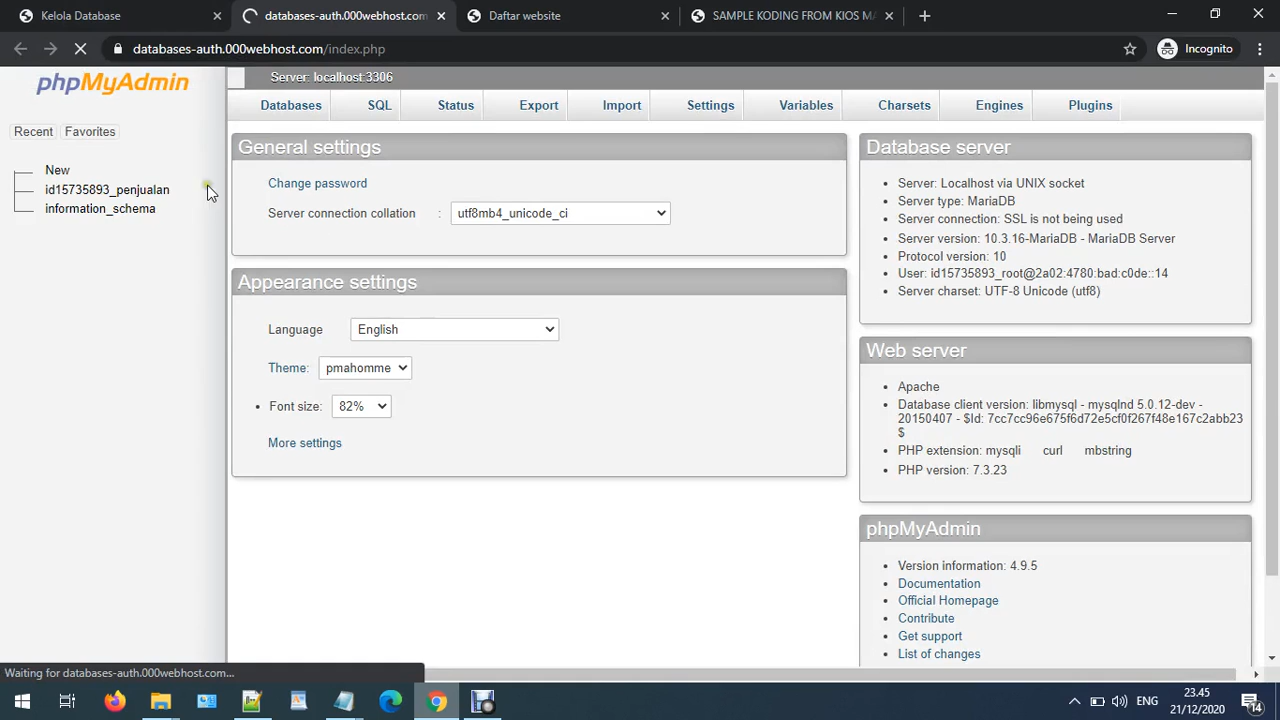 Kelola Database
databases-auth.000webhost.com
Daftar website
SAMPLE KODING FROM KIOS MA
databases-auth.000webhost.com/index.php
Incognito
phpMyAdmin
Recent
Favorites
New
id15735893_penjualan
information_schema
Server: localhost:3306
Databases
SQL
Status
Export
Import
Settings
Variables
Charsets
Engines
Plugins
General settings
Change password
Server connection collation :
utf8mb4_unicode_ci
Appearance settings
Language
English
Theme:
pmahomme
Font size:
82%
More settings
Database server
Server: Localhost via UNIX socket
Server type: MariaDB
Server connection: SSL is not being used
Server version: 10.3.16-MariaDB - MariaDB Server
Protocol version: 10
User: id15735893_root@2a02:4780:bad:c0de::14
Server charset: UTF-8 Unicode (utf8)
Web server
Apache
Database client version: libmysql - mysqlnd 5.0.12-dev -
20150407 - $Id: 7cc7cc96e675f6d72e5cf0f267f48e167c2abb23
$
PHP extension: mysqli curl mbstring
PHP version: 7.3.23
phpMyAdmin
Version information: 4.9.5
Documentation
Official Homepage
Contribute
Get support
List of changes
Waiting for databases-auth.000webhost.com...
ENG
23.45
21/12/2020
14